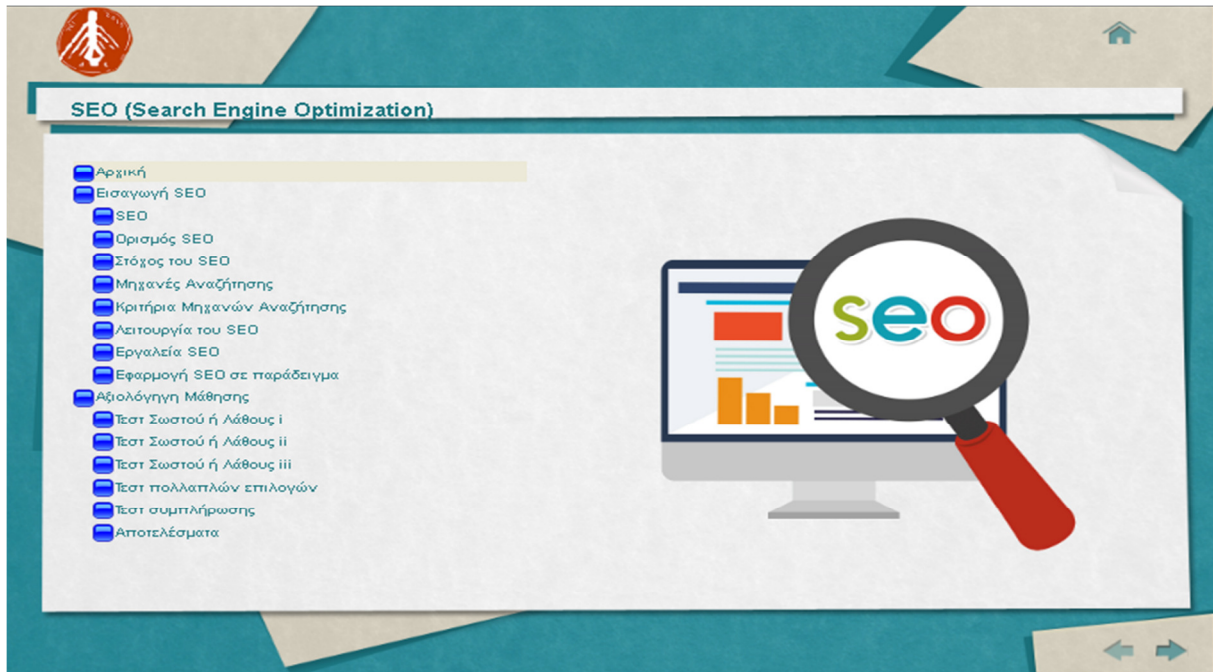 SEO (Search Engine Optimization)
Αρχική
Εισαγωγή SEO
SEO
Ορισμός SEO
Στόχος του SEO
Μηχανές Αναζήτησης
Κριτήρια Μηχανών Αναζήτησης
Λειτουργία του SEO
Εργαλεία SEO
Εφαρμογή SEO σε παράδειγμα
Αξιολόγηγη Μάθησης
Τεστ Σωστού ή Λάθους i
Τεστ Σωστού ή Λάθους ii
Τεστ Σωστού ή Λάθους iii
Τεστ πολλαπλών επιλογών
Τεστ συμπλήρωσης
Αποτελέσματα
seo